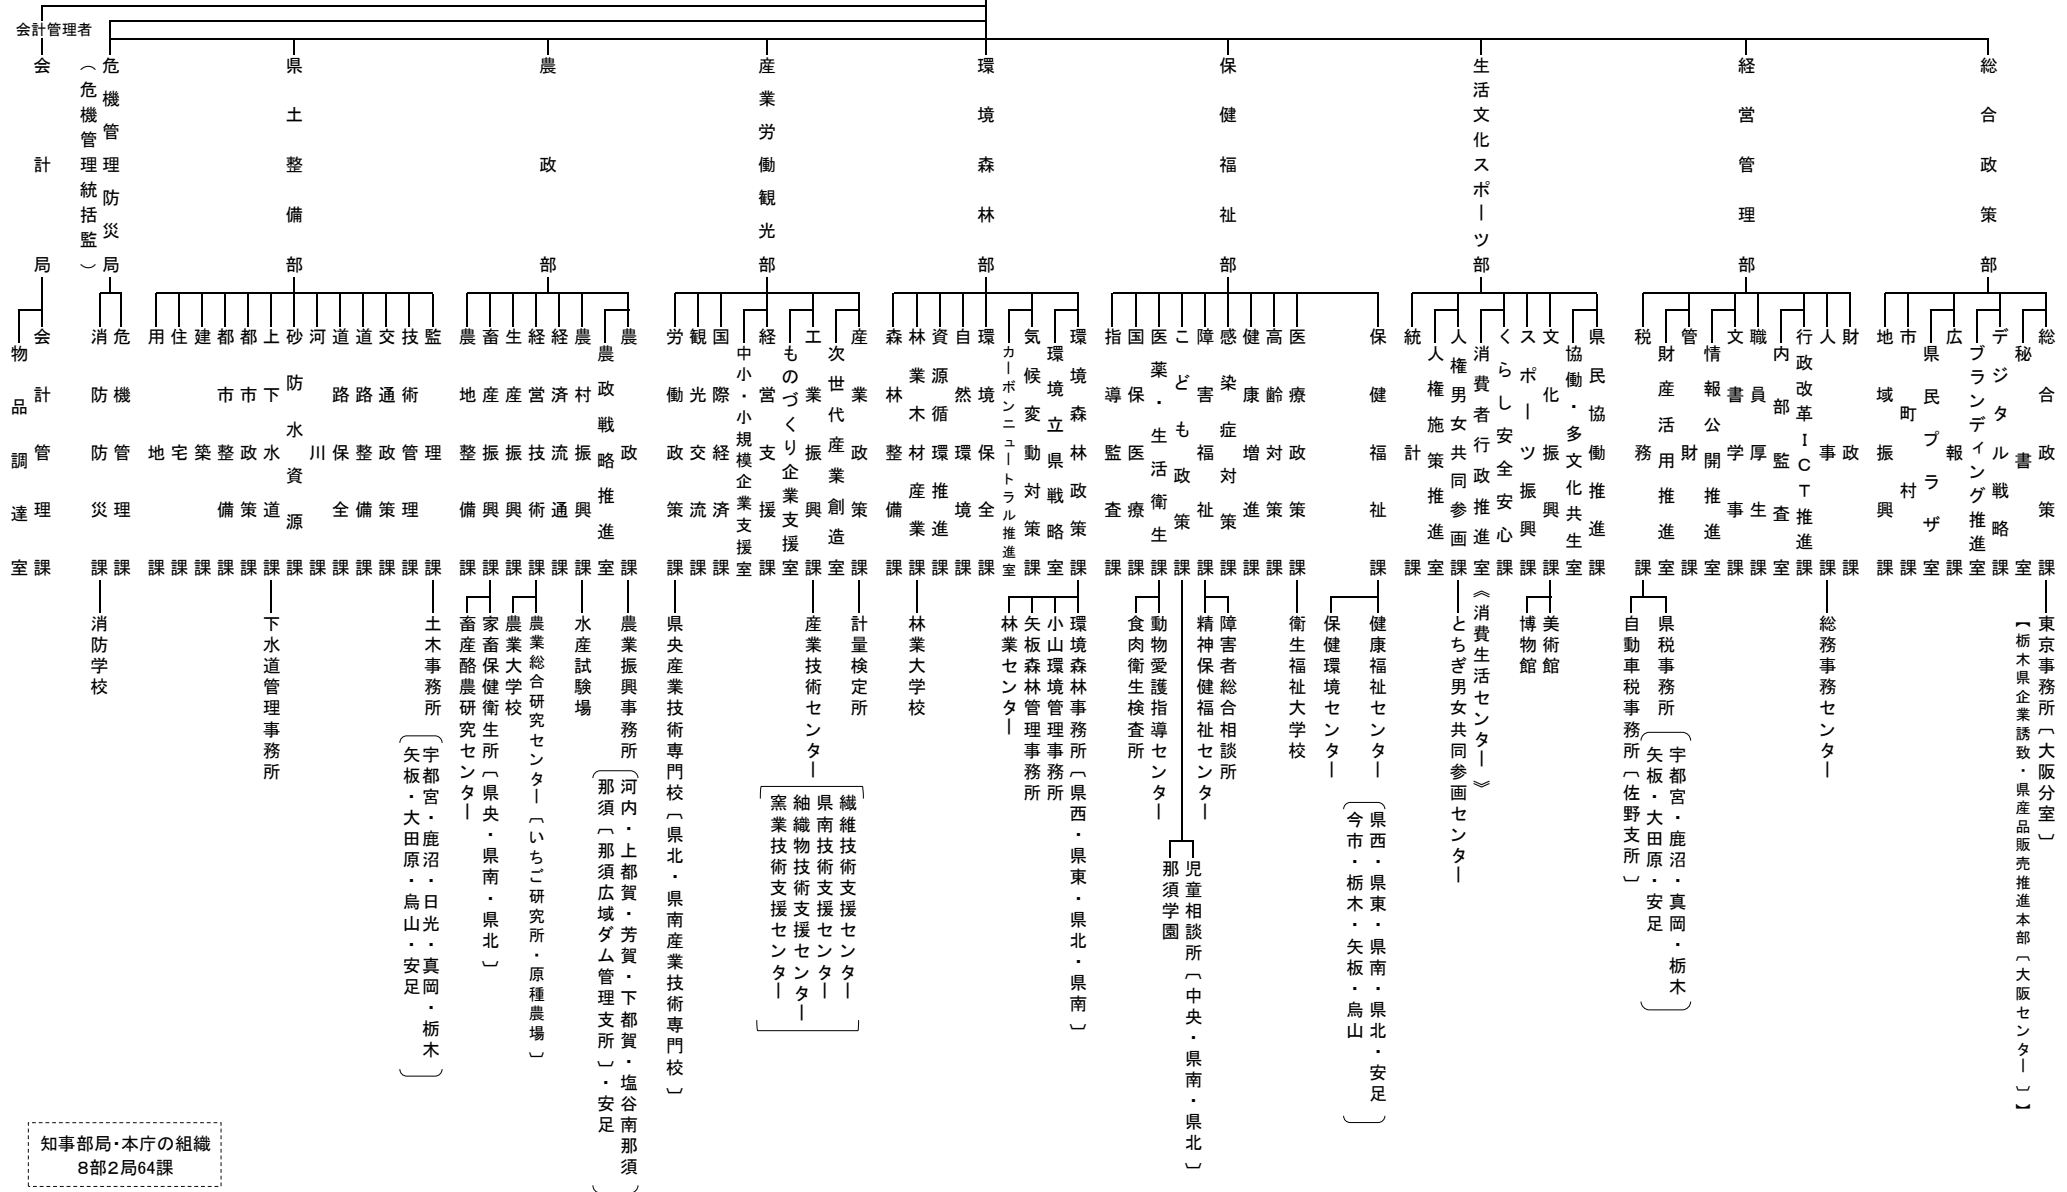 会計管理者
総合政策部
経営管理部
生活文化スポーツ部
保健福祉部
環境森林部
産業労働観光部
農政部
県土整備部
危機管理防災局
（危機管理統括監）
会計局
総合政策課
秘書室
デジタル戦略課
ブランディング推進室
広報課
県民プラザ室
市町村課
地域振興課
財政課
人事課
行政改革ICT推進課
内部監査室
職員厚生課
文書学事課
情報公開推進室
管財課
財産活用推進室
税務課
県民協働推進課
協働・多文化共生室
文化振興課
スポーツ振興課
くらし安全安心課
消費者行政推進室
人権男女共同参画課
人権施策推進室
統計課
保健福祉課
医療政策課
高齢対策課
健康増進課
感染症対策課
障害福祉課
こども政策課
医薬・生活衛生課
国保医療課
指導監査課
環境森林政策課
環境立県戦略室
気候変動対策課
カーボンニュートラル推進室
環境保全課
自然環境課
資源循環推進課
林業木材産業課
森林整備課
産業政策課
次世代産業創造室
工業振興課
ものづくり企業支援室
経営支援課
中小・小規模企業支援室
国際経済課
観光交流課
労働政策課
農政課
農政戦略推進室
農村振興課
経済流通課
経営技術課
生産振興課
畜産振興課
農地整備課
監理課
技術管理課
交通政策課
道路整備課
道路保全課
河川課
砂防水資源課
上下水道課
都市政策課
都市整備課
建築課
住宅課
用地課
危機管理課
消防防災課
会計管理課
物品調達室
東京事務所〔大阪分室〕
【栃木県企業誘致・県産品販売推進本部〔大阪センター〕】
総務事務センター
県税事務所
宇都宮・鹿沼・真岡・栃木
矢板・大田原・安足
自動車税事務所〔佐野支所〕
美術館
博物館
《消費生活センター》
とちぎ男女共同参画センター
健康福祉センター
県西・県東・県南・県北・安足
今市・栃木・矢板・烏山
保健環境センター
衛生福祉大学校
障害者総合相談所
精神保健福祉センター
児童相談所〔中央・県南・県北〕
那須学園
動物愛護指導センター
食肉衛生検査所
環境森林事務所〔県西・県東・県北・県南〕
小山環境管理事務所
矢板森林管理事務所
林業センター
林業大学校
計量検定所
産業技術センター
繊維技術支援センター
県南技術支援センター
紬織物技術支援センター
窯業技術支援センター
県央産業技術専門校〔県北・県南産業技術専門校〕
農業振興事務所
河内・上都賀・芳賀・下都賀・塩谷南那須
那須〔那須広域ダム管理支所〕・安足
水産試験場
農業総合研究センター〔いちご研究所・原種農場〕
農業大学校
家畜保健衛生所〔県央・県南・県北〕
畜産酪農研究センター
土木事務所
宇都宮・鹿沼・日光・真岡・栃木
矢板・大田原・烏山・安足
下水道管理事務所
消防学校
知事部局・本庁の組織
８部２局64課